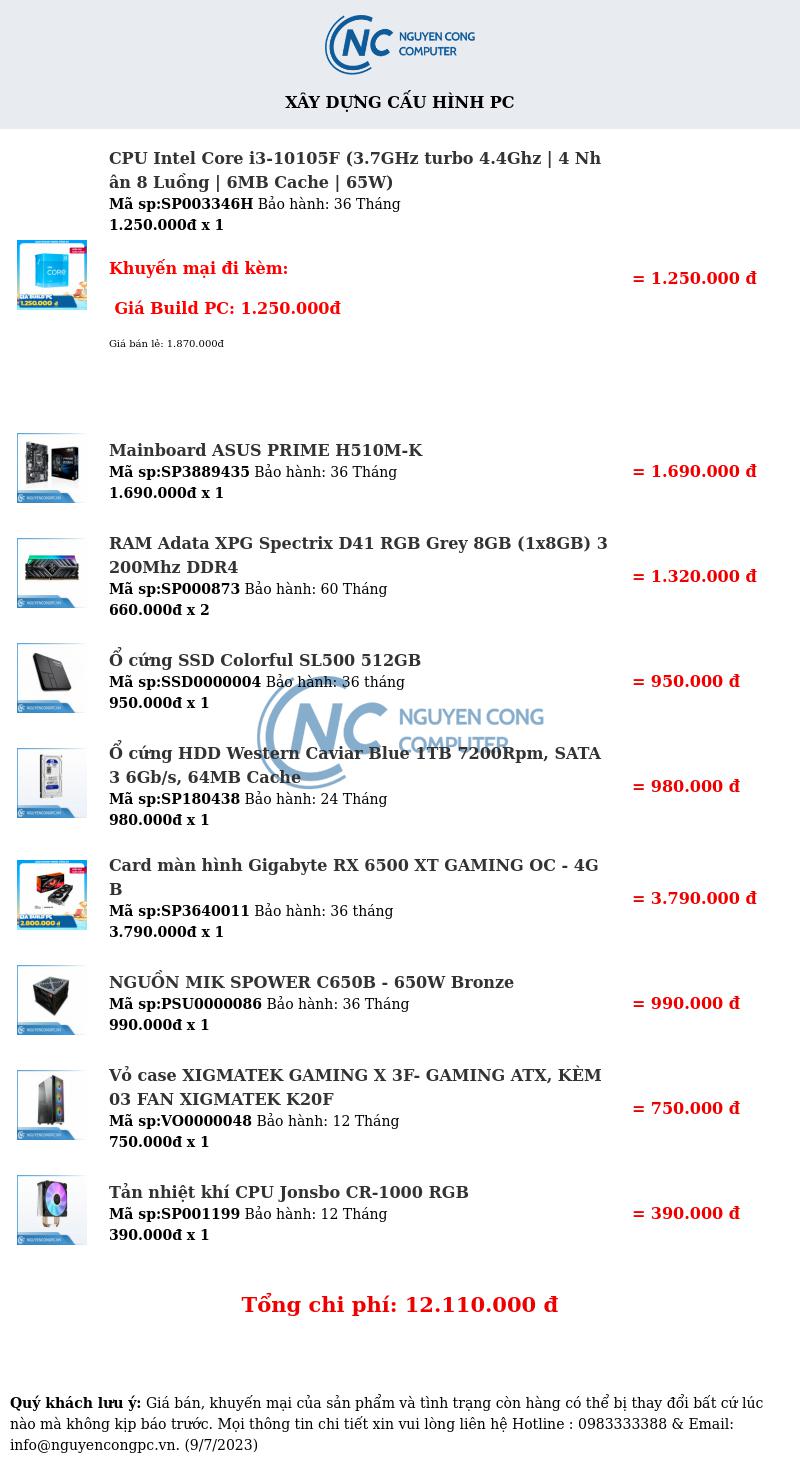 NC NGUYEN CONG
COMPUTER
XÂY DỰNG CẤU HÌNH PC
CPU Intel Core i3-10105F (3.7GHz turbo 4.4Ghz | 4 Nh
ân 8 Luồng | 6MB Cache | 65W)
Mã sp:SP003346H Bảo hành: 36 Tháng
1.250.000đ x 1
Khuyến mại đi kèm:
Giá Build PC: 1.250.000đ
Giá bán lẻ: 1.870.000đ
= 1.250.000 đ
Mainboard ASUS PRIME H510M-K
Mã sp:SP3889435 Bảo hành: 36 Tháng
1.690.000đ x 1
= 1.690.000 đ
RAM Adata XPG Spectrix D41 RGB Grey 8GB (1x8GB) 3
200Mhz DDR4
Mã sp:SP000873 Bảo hành: 60 Tháng
660.000đ x 2
= 1.320.000 đ
Ổ cứng SSD Colorful SL500 512GB
Mã sp:SSD0000004 Bảo hành: 36 tháng
950.000đ x 1
= 950.000 đ
NC NGUYEN CONG
COMPUTER
Ổ cứng HDD Western Caviar Blue 1TB 7200Rpm, SATA
3 6Gb/s, 64MB Cache
Mã sp:SP180438 Bảo hành: 24 Tháng
980.000đ x 1
= 980.000 đ
Card màn hình Gigabyte RX 6500 XT GAMING OC - 4G
B
Mã sp:SP3640011 Bảo hành: 36 tháng
3.790.000đ x 1
= 3.790.000 đ
NGUỒN MIK SPOWER C650B - 650W Bronze
Mã sp:PSU0000086 Bảo hành: 36 Tháng
990.000đ x 1
= 990.000 đ
Vỏ case XIGMATEK GAMING X 3F- GAMING ATX, KÈM
03 FAN XIGMATEK K20F
Mã sp:VO0000048 Bảo hành: 12 Tháng
750.000đ x 1
= 750.000 đ
Tản nhiệt khí CPU Jonsbo CR-1000 RGB
Mã sp:SP001199 Bảo hành: 12 Tháng
390.000đ x 1
= 390.000 đ
Tổng chi phí: 12.110.000 đ
Quý khách lưu ý: Giá bán, khuyến mại của sản phẩm và tình trạng còn hàng có thể bị thay đổi bất cứ lúc
nào mà không kịp báo trước. Mọi thông tin chi tiết xin vui lòng liên hệ Hotline : 0983333388 & Email:
info@nguyencongpc.vn. (9/7/2023)